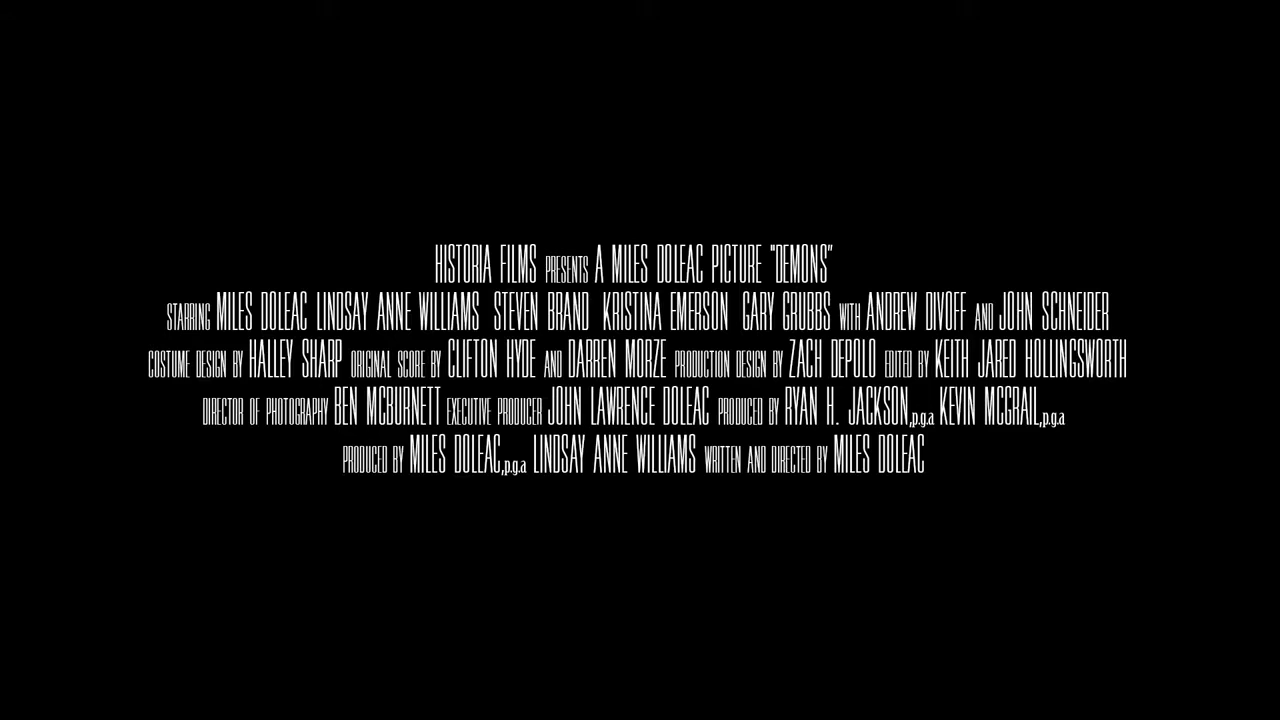 HISTORIA FILMS PRESENTS A MILES DOLEAC PICTURE "DEMONS"
STARRING MILES DOLEAC LINDSAY ANNE WILLIAMS STEVEN BRAND KRISTINA EMERSON GARY GRUBBS WITH ANDREW DIVOFF AND JOHN SCHNEIDER
COSTUME DESIGN BY HALLEY SHARP ORIGINAL SCORE BY CLIFTON HYDE AND DARREN MORZE PRODUCTION DESIGN BY ZACH DEPOLO EDITED BY KEITH JARED HOLLINGSWORTH
DIRECTOR OF PHOTOGRAPHY BEN MCBURNETT EXECUTIVE PRODUCER JOHN LAWRENCE DOLEAC PRODUCED BY RYAN H. JACKSON,p.g.a KEVIN MCGRAIL,p.g.a
PRODUCED BY MILES DOLEAC,p.g.a LINDSAY ANNE WILLIAMS WRITTEN AND DIRECTED BY MILES DOLEAC